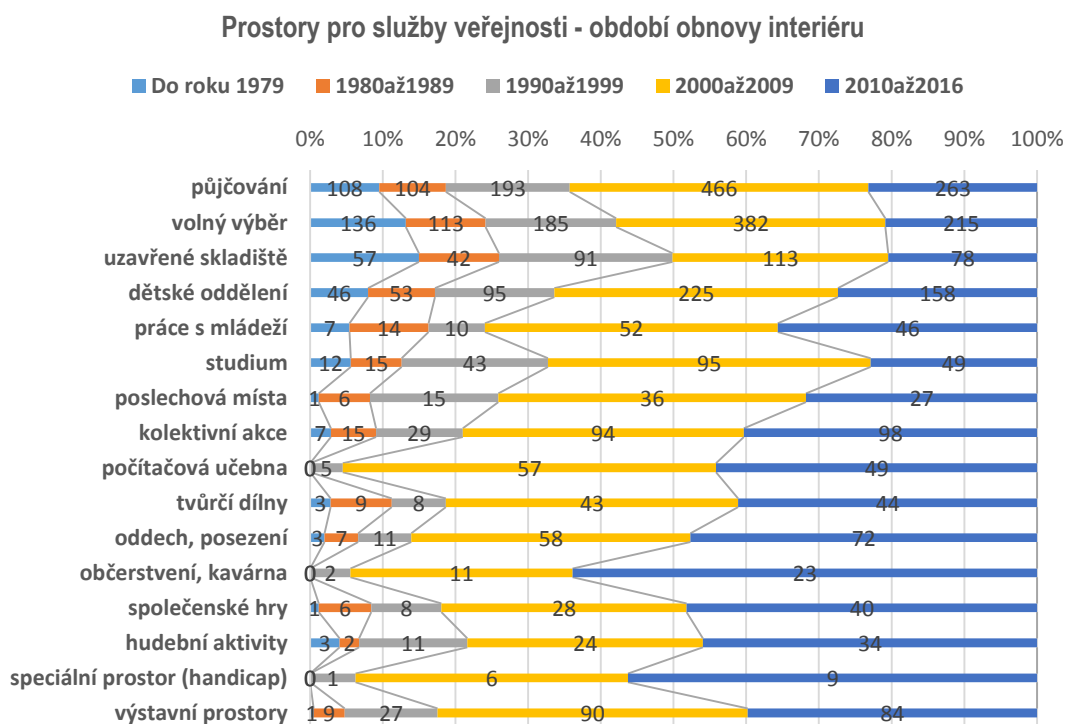 Prostory pro služby veřejnosti - období obnovy interiéru
Do roku 1979 1980až1989 1990až1999 2000až2009 2010až2016
0% 10% 20% 30% 40% 50% 60% 70% 80% 90% 100%
půjčování 108 104 193 466 263
volný výběr 136 113 185 382 215
uzavřené skladiště 57 42 91 113 78
dětské oddělení 46 53 95 225 158
práce s mládeží 7 14 10 52 46
studium 12 15 43 95 49
poslechová místa 1 6 15 36 27
kolektivní akce 7 15 29 94 98
počítačová učebna 0 5 57 49
tvůrčí dílny 3 9 8 43 44
oddech, posezení 3 7 11 58 72
občerstvení, kavárna 0 2 11 23
společenské hry 1 6 8 28 40
hudební aktivity 3 2 11 24 34
speciální prostor (handicap) 0 1 6 9
výstavní prostory 1 9 27 90 84